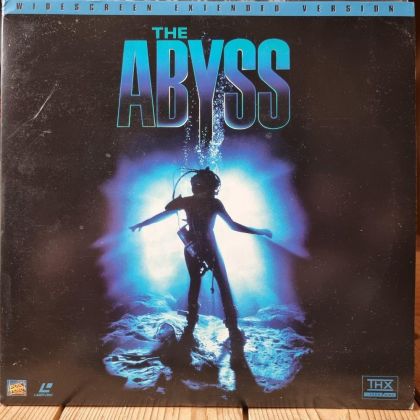 WIDESCREEN EXTENDED VERSION
THE
ABYSS
THX